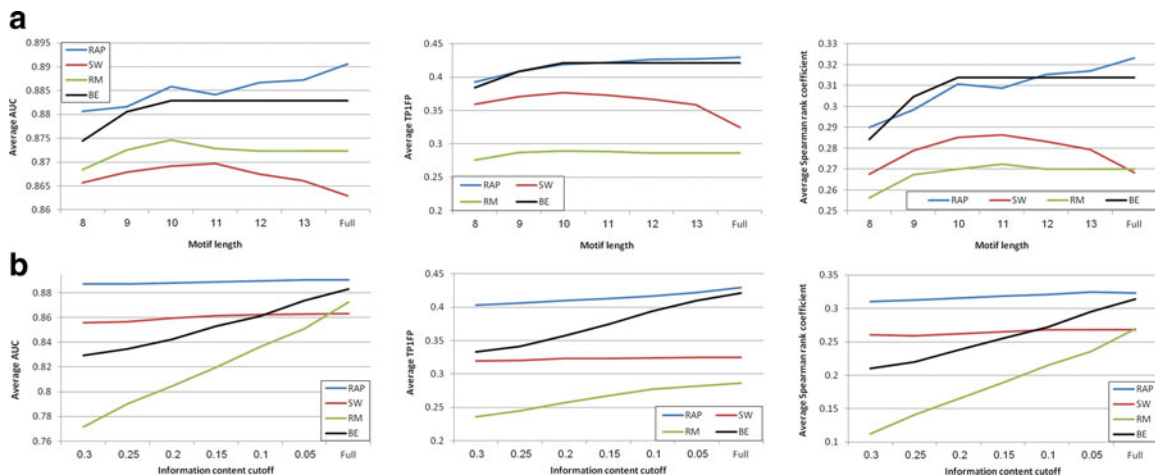 a
0.895
0.89
0.885
0.88
0.875
0.87
0.865
0.86
Average AUC
RAP
SW
RM
BE
8 9 10 11 12 13 Full
Motif length
0.45
0.4
0.35
0.3
0.25
0.2
Average TP1FP
RAP SW
RM BE
8 9 10 11 12 13 Full
Motif length
0.33
0.32
0.31
0.3
0.29
0.28
0.27
0.26
0.25
Average Spearman rank coefficient
RAP SW RM BE
8 9 10 11 12 13 Full
Motif length
b
0.88
0.86
0.84
0.82
0.8
0.78
0.76
Average AUC
RAP
SW
RM
BE
0.3 0.25 0.2 0.15 0.1 0.05 Full
Information content cutoff
0.45
0.4
0.35
0.3
0.25
0.2
Average TP1FP
RAP SW
RM BE
0.3 0.25 0.2 0.15 0.1 0.05 Full
Information content cutoff
0.35
0.3
0.25
0.2
0.15
0.1
Average Spearman rank coefficient
RAP
SW
RM
BE
0.3 0.25 0.2 0.15 0.1 0.05 Full
Information content cutoff